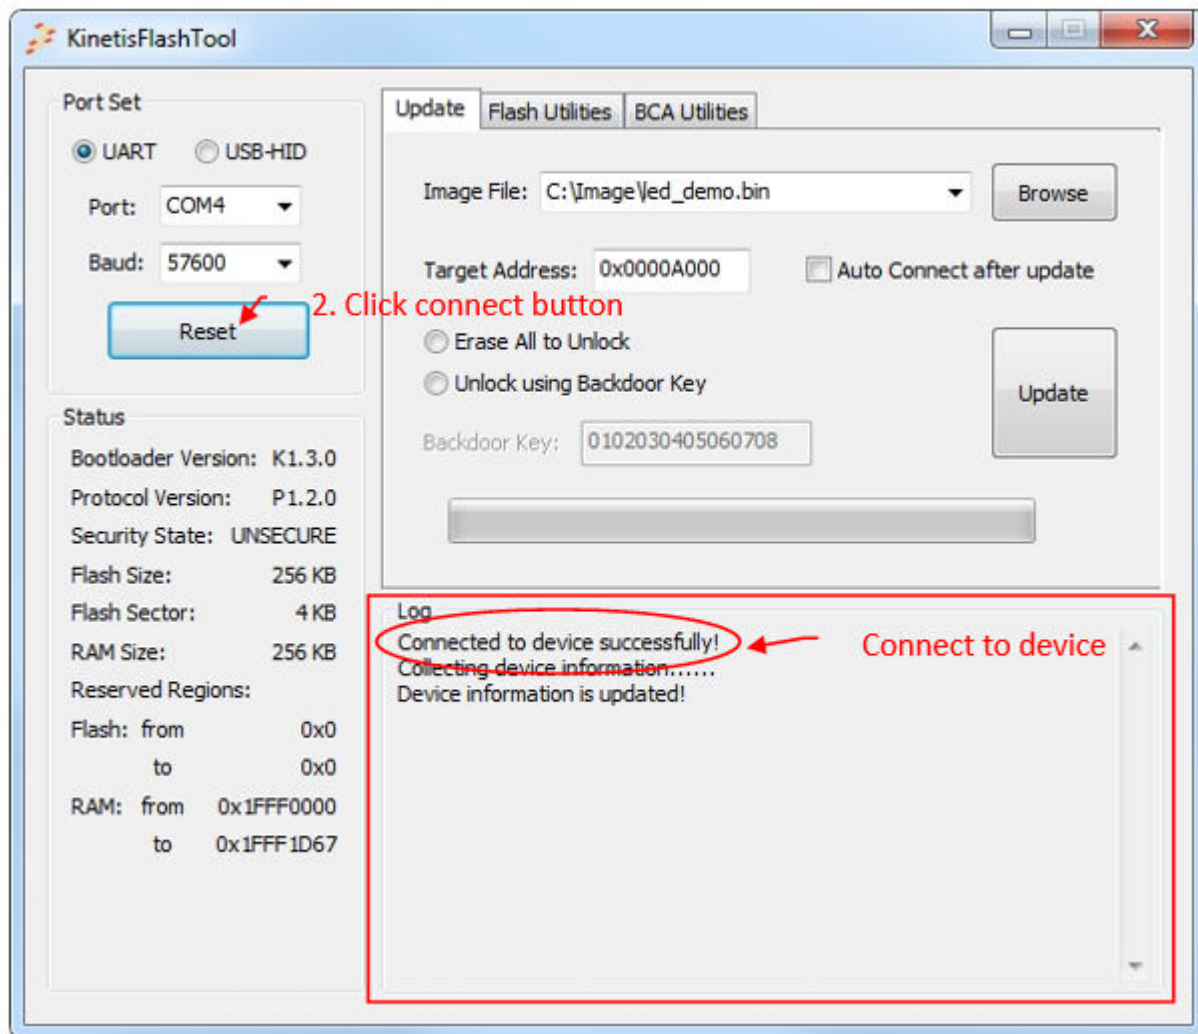 KinetisFlashTool
Port Set
UART USB-HID
Port: COM4
Baud: 57600
Reset
2. Click connect button
Status
Bootloader Version: K1.3.0
Protocol Version: P1.2.0
Security State: UNSECURE
Flash Size: 256 KB
Flash Sector: 4 KB
RAM Size: 256 KB
Reserved Regions:
Flash: from 0x0
to 0x0
RAM: from 0x1FFF0000
to 0x1FFF1D67
Update Flash Utilities BCA Utilities
Image File: C:\Image\led_demo.bin Browse
Target Address: 0x0000A000 Auto Connect after update
Erase All to Unlock
Unlock using Backdoor Key
Update
Backdoor Key: 0102030405060708
Log
Connected to device successfully!
Connect to device
Collecting device information......
Device information is updated!